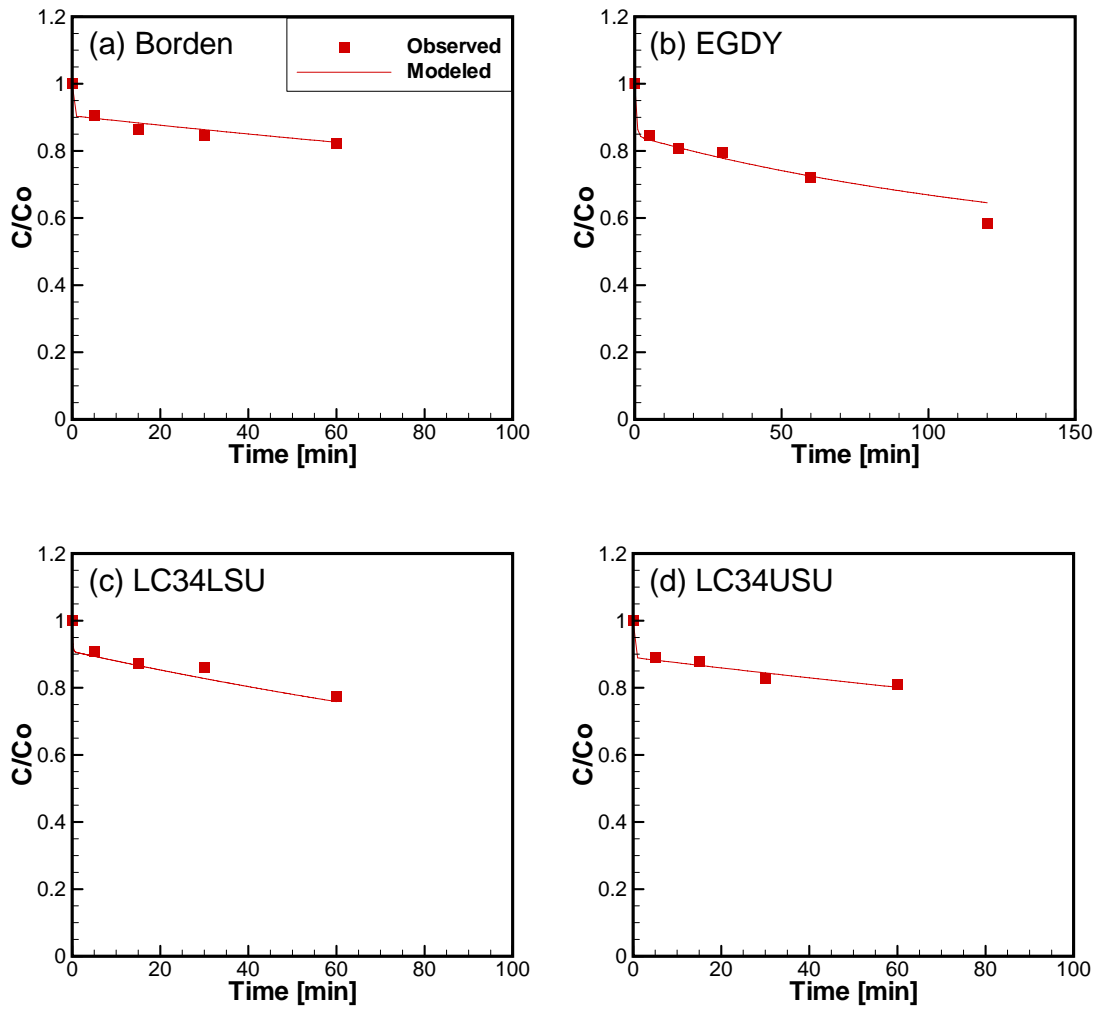 (a) Borden
Observed
Modeled
1.2
1
0.8
0.6
0.4
0.2
0
C/Co
0 20 40 60 80 100
Time [min]
(b) EGDY
1.2
1
0.8
0.6
0.4
0.2
0
C/Co
0 50 100 150
Time [min]
(c) LC34LSU
1.2
1
0.8
0.6
0.4
0.2
0
C/Co
0 20 40 60 80 100
Time [min]
(d) LC34USU
1.2
1
0.8
0.6
0.4
0.2
0
C/Co
0 20 40 60 80 100
Time [min]